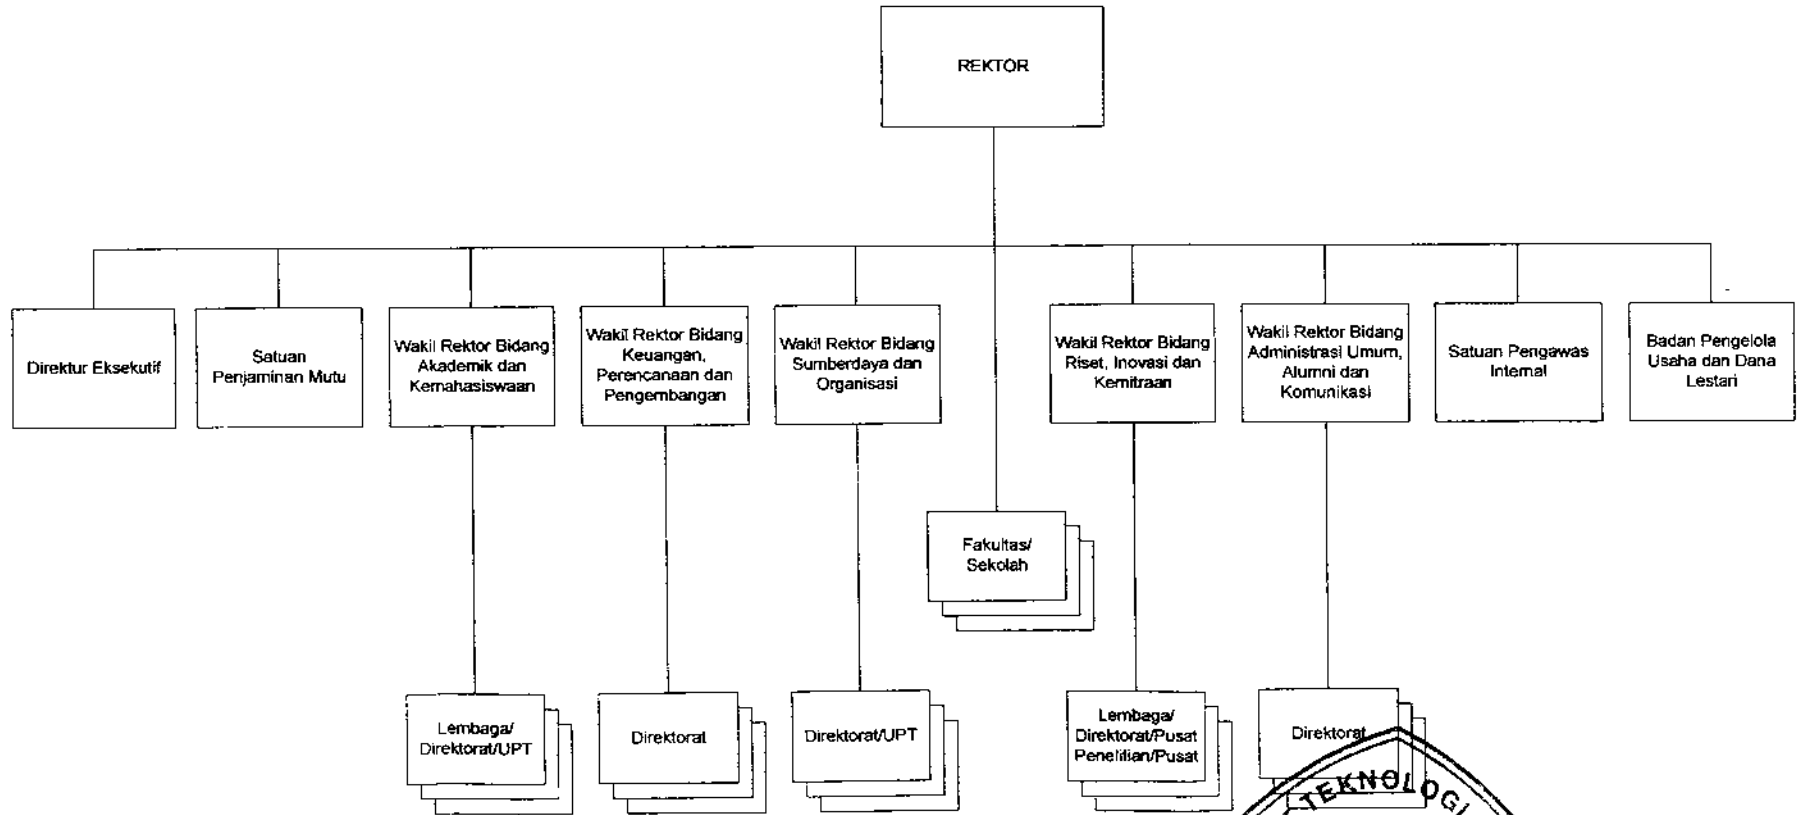 REKTOR
Direktur Eksekutif
Satuan
Penjaminan Mutu
Wakil Rektor Bidang
Akademik dan
Kemahasiswaan
Wakil Rektor Bidang
Keuangan,
Perencanaan dan
Pengembangan
Wakil Rektor Bidang
Sumberdaya dan
Organisasi
Wakil Rektor Bidang
Riset, Inovasi dan
Kemitraan
Wakil Rektor Bidang
Administrasi Umum,
Alumni dan
Komunikasi
Satuan Pengawas
Internal
Badan Pengelola
Usaha dan Dana
Lestari
Fakultas/
Sekolah
Lembaga/
Direktorat/UPT
Direktorat
Direktorat/UPT
Lembaga/
Direktorat/Pusat
Penelitian/Pusat
Direktorat
TEKNOLOGI